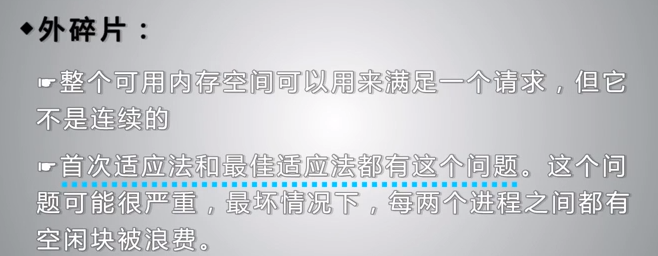 ◆外碎片：
☛整个可用内存空间可以用来满足一个请求，但它
不是连续的
☛首次适应法和最佳适应法都有这个问题。这个问
题可能很严重，最坏情况下，每两个进程之间都有
空闲块被浪费。